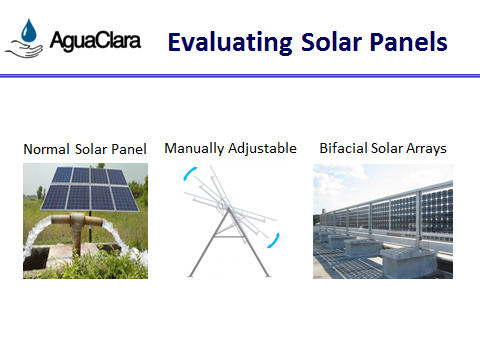 AguaClara
Evaluating Solar Panels
Normal Solar Panel
Manually Adjustable
Bifacial Solar Arrays